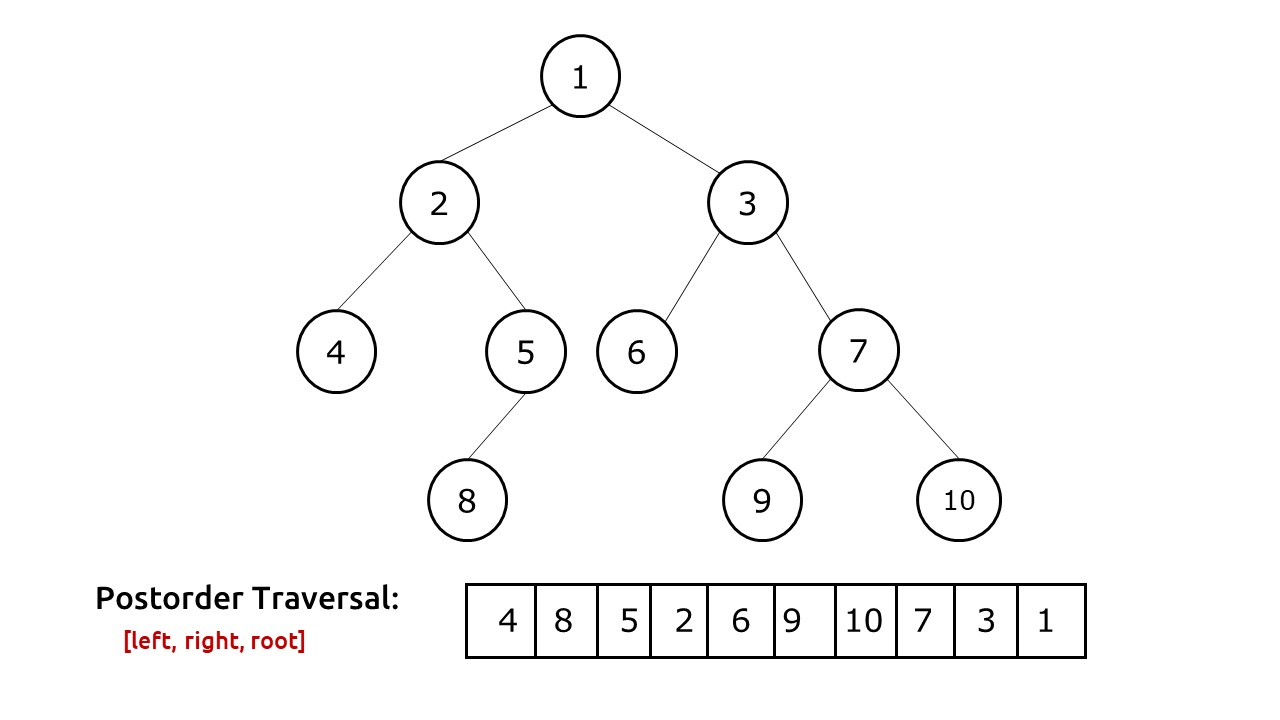 1
2 3
4 5 6 7
8 9 10
Postorder Traversal:
[left, right, root]
4 8 5 2 6 9 10 7 3 1